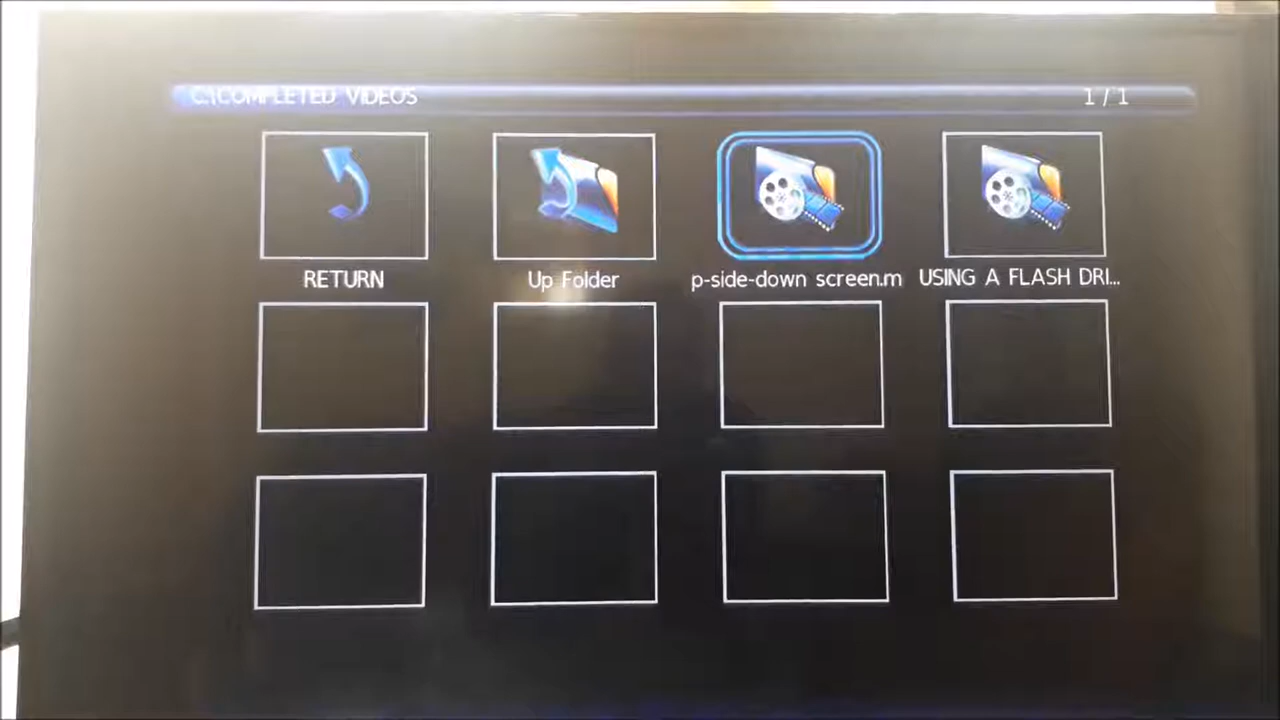 C:\COMPLETED VIDEOS
1/1
RETURN
Up Folder
p-side-down screen.m
USING A FLASH DRI...